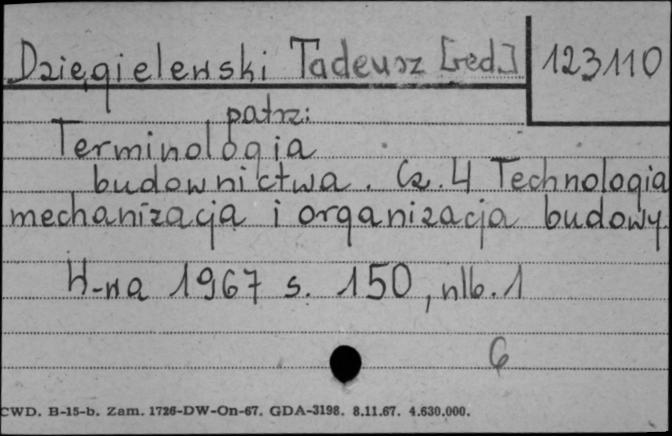 Dzięgielewski Tadeusz [red.] 123110
patrz:
Terminologia
budownictwa. Cz. 4 Technologia
mechanizacja i organizacja budowy.
W-wa 1967 s. 150, nlb. 1
6
CWD. B-15-b. Zam. 1726-DW-On-67. GDA-3198. 8.11.67. 4.630.000.